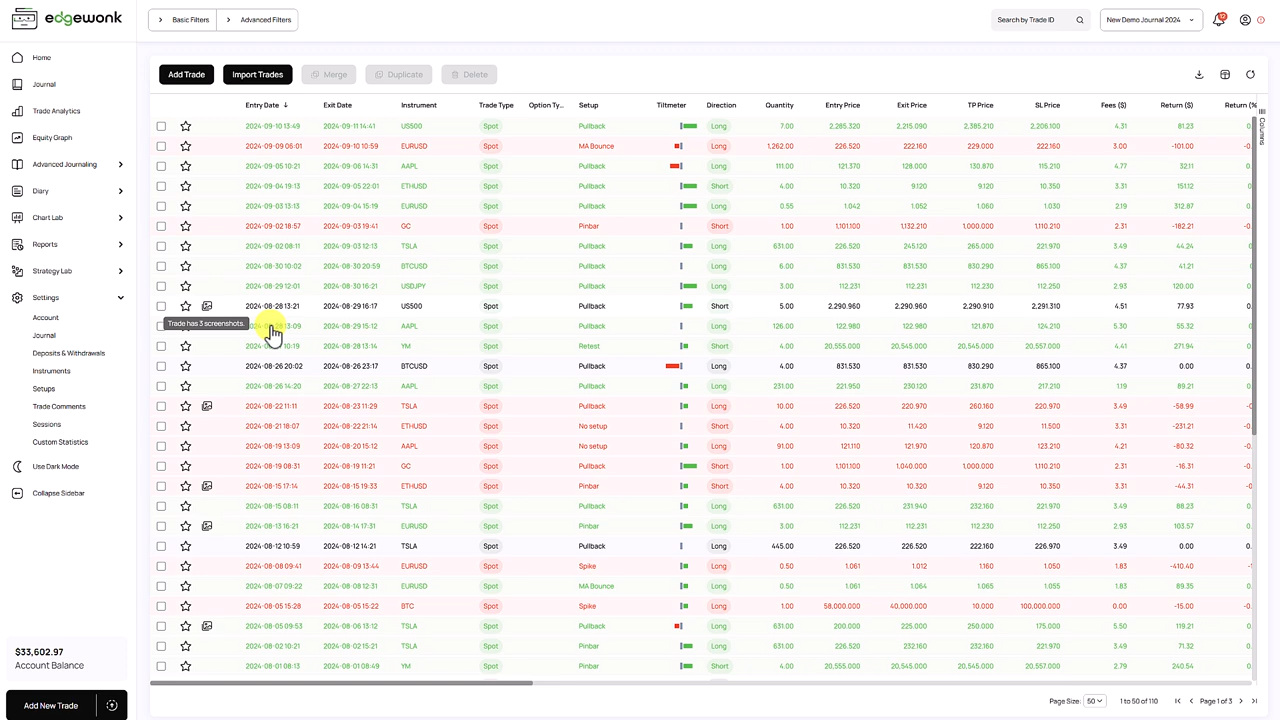 edgewonk
Basic Filters
Advanced Filters
Search by Trade ID
New Demo Journal 2024
Home
Journal
Trade Analytics
Equity Graph
Advanced Journaling
Diary
Chart Lab
Reports
Strategy Lab
Settings
Account
Journal
Deposits & Withdrawals
Instruments
Setups
Trade Comments
Sessions
Custom Statistics
Use Dark Mode
Collapse Sidebar
$33,602.97
Account Balance
Add New Trade
Add Trade Import Trades Merge Duplicate Delete
Entry Date ↓ Exit Date Instrument Trade Type Option Ty... Setup Tiltmeter Direction Quantity Entry Price Exit Price TP Price SL Price Fees ($) Return ($) Return (%
Columns
2024-09-10 13:49 2024-09-11 14:41 US500 Spot Pullback Long 7.00 2,285.320 2,215.090 2,385.210 2,206.100 4.31 81.23 0.
2024-09-09 06:01 2024-09-10 10:59 EURUSD Spot MA Bounce Long 1,262.00 226.520 222.160 229.000 222.160 3.00 -101.00 -0.
2024-09-05 10:21 2024-09-06 14:31 AAPL Spot Pullback Long 111.00 121.370 128.000 130.870 115.210 4.77 32.11 0.
2024-09-04 19:13 2024-09-05 22:01 ETHUSD Spot Pullback Short 4.00 10.320 9.120 9.120 10.350 3.31 151.12 0.
2024-09-03 13:13 2024-09-04 15:19 EURUSD Spot Pullback Long 0.55 1.042 1.052 1.060 1.030 2.19 312.87 0.
2024-09-02 18:57 2024-09-03 19:41 GC Spot Pinbar Short 1.00 1,101.100 1,132.210 1,000.000 1,110.210 2.31 -182.21 -0.
2024-09-02 08:11 2024-09-03 12:13 TSLA Spot Pullback Long 631.00 226.520 245.120 265.000 221.970 3.49 44.24 0.
2024-08-30 10:02 2024-08-30 20:59 BTCUSD Spot Pullback Long 6.00 831.530 831.530 830.290 865.100 4.37 41.21 0.
2024-08-29 12:01 2024-08-30 16:21 USDJPY Spot Pullback Long 3.00 112.230 112.230 112.230 112.250 2.93 120.00 0.
2024-08-28 13:21 2024-08-29 16:17 US500 Spot Pullback Short 5.00 2,290.960 2,290.960 2,290.910 2,291.310 4.51 77.93 0.
Trade has 3 screenshots.
13:09 2024-08-29 15:12 AAPL Spot Pullback Long 126.00 122.980 122.980 121.870 124.210 5.30 55.32 0.
10:19 2024-08-28 13:14 YM Spot Retest Short 4.00 20,555.000 20,545.000 20,545.000 20,557.000 4.41 271.94 0.
2024-08-26 20:02 2024-08-26 23:17 BTCUSD Spot Pullback Long 4.00 831.530 831.530 830.290 865.100 4.37 0.00 0.
2024-08-26 14:20 2024-08-27 22:13 AAPL Spot Pullback Long 231.00 221.950 230.120 231.870 217.210 1.19 89.21 0.
2024-08-22 11:11 2024-08-23 11:29 TSLA Spot Pullback Long 10.00 226.520 220.970 260.160 220.970 3.49 -58.99 -0
2024-08-21 18:07 2024-08-22 21:14 ETHUSD Spot No setup Short 4.00 10.320 11.420 9.120 11.500 3.31 -231.21 -0.
2024-08-19 13:09 2024-08-20 15:12 AAPL Spot No setup Long 91.00 121.110 121.970 120.870 123.210 4.21 -80.32 -0.
2024-08-19 08:31 2024-08-19 11:21 GC Spot Pullback Short 1.00 1,101.100 1,040.000 1,000.000 1,110.210 2.31 -16.31 -0.
2024-08-15 17:14 2024-08-15 19:33 ETHUSD Spot Pinbar Short 4.00 10.320 10.320 9.120 10.350 3.31 -44.31 -0.
2024-08-15 08:11 2024-08-16 08:31 TSLA Spot Pullback Long 631.00 226.520 231.940 232.160 221.970 3.49 88.23 0.
2024-08-13 16:21 2024-08-14 17:31 EURUSD Spot Pinbar Long 3.00 112.231 112.231 112.230 112.250 2.93 103.57 0.
2024-08-12 10:59 2024-08-12 14:21 TSLA Spot Pullback Long 445.00 226.520 226.520 222.160 226.970 3.49 0.00 0.
2024-08-08 09:41 2024-08-09 13:44 EURUSD Spot Spike Long 0.50 1.061 1.012 1.160 1.050 1.83 -410.40 -1
2024-08-07 09:22 2024-08-08 12:31 EURUSD Spot MA Bounce Long 0.50 1.061 1.064 1.065 1.055 1.83 89.35 0.
2024-08-05 15:28 2024-08-05 15:22 BTC Spot Spike Long 1.00 58,000.000 40,000.000 10.000 100,000.000 0.00 -15.00 -0.
2024-08-05 09:53 2024-08-06 13:12 TSLA Spot Pullback Long 631.00 200.000 225.000 250.000 175.000 5.50 119.21 0.
2024-08-02 10:21 2024-08-02 15:21 TSLA Spot Pinbar Long 631.00 226.520 226.520 232.160 221.970 3.49 71.32 0.
2024-08-01 08:13 2024-08-01 08:49 YM Spot Pinbar Short 4.00 20,555.000 20,545.000 20,545.000 20,557.000 2.79 240.54 0.
Page Size: 50 1 to 50 of 110 Page 1 of 3